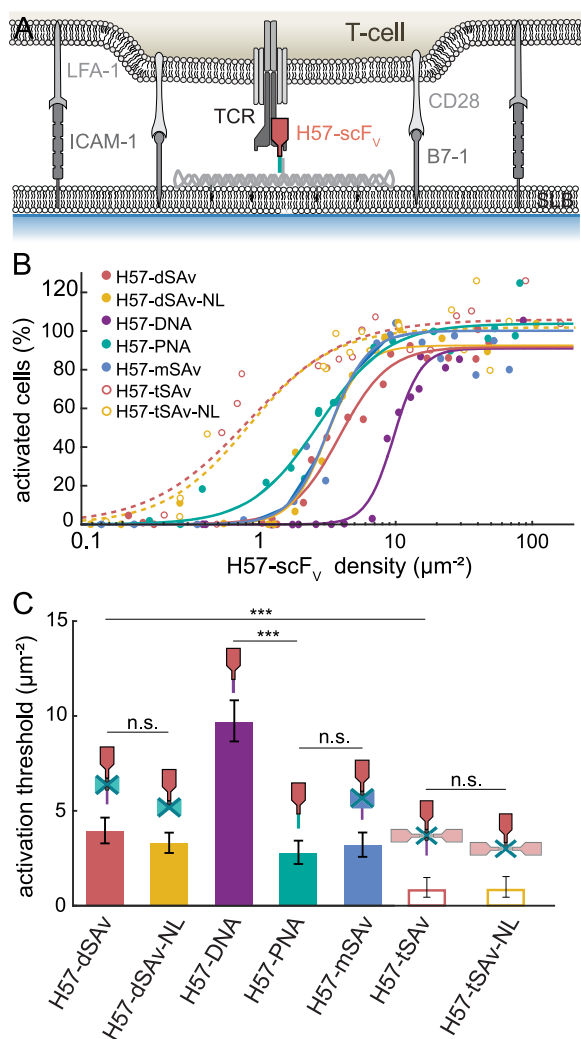 A
T-cell
LFA-1
TCR
CD28
H57-scFV
ICAM-1
B7-1
SLB
B
H57-dSAv
H57-dSAv-NL
H57-DNA
H57-PNA
H57-mSAv
H57-tSAv
H57-tSAv-NL
activated cells (%)
120
100
80
60
40
20
0
0.1
1
10
100
H57-scFV density (µm⁻²)
C
activation threshold (µm⁻²)
15
10
5
0
***
***
n.s.
n.s.
n.s.
H57-dSAv
H57-dSAv-NL
H57-DNA
H57-PNA
H57-mSAv
H57-tSAv
H57-tSAv-NL